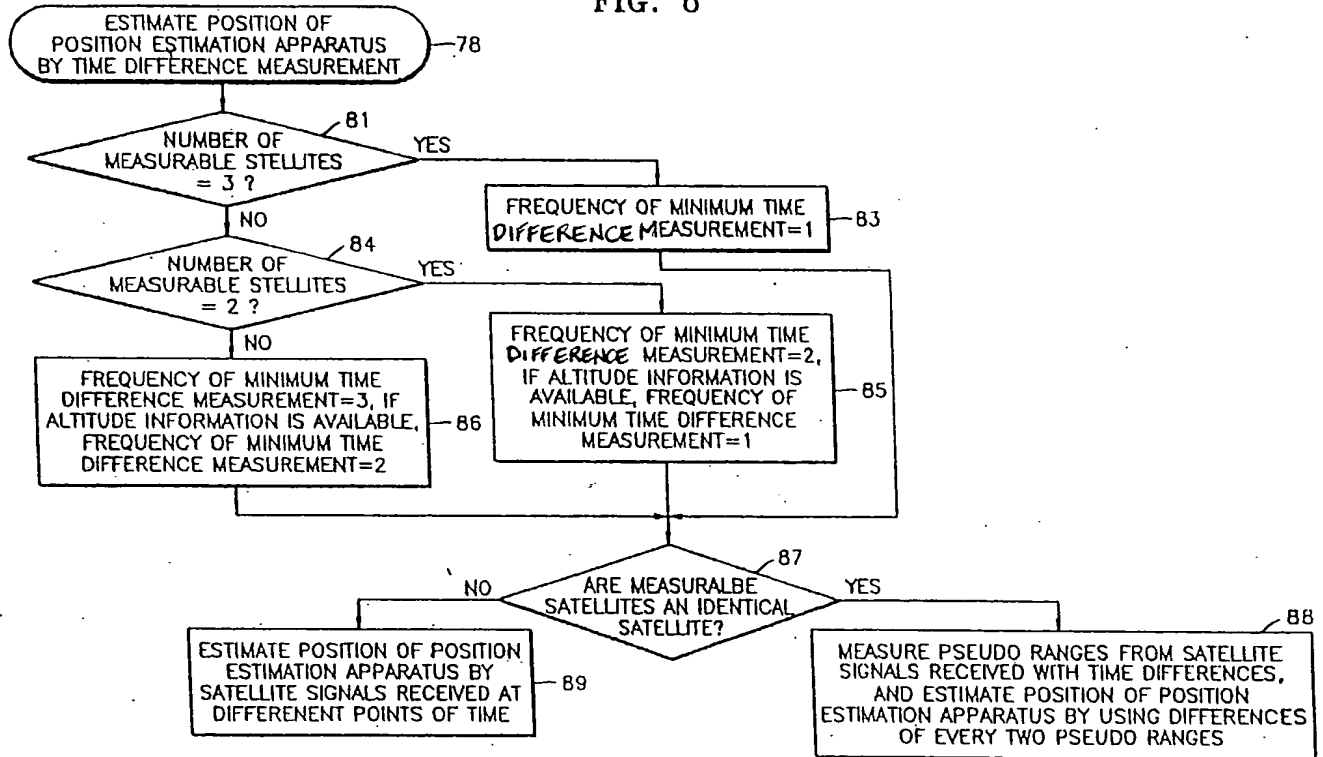 FIG. 8
ESTIMATE POSITION OF
POSITION ESTIMATION APPARATUS
BY TIME DIFFERENCE MEASUREMENT
78
81
NUMBER OF
MEASURABLE STELLITES
= 3 ?
YES
NO
FREQUENCY OF MINIMUM TIME
DIFFERENCE MEASUREMENT=1
83
84
NUMBER OF
MEASURABLE STELLITES
= 2 ?
YES
NO
FREQUENCY OF MINIMUM TIME
DIFFERENCE MEASUREMENT=2,
IF ALTITUDE INFORMATION IS
AVAILABLE, FREQUENCY OF
MINIMUM TIME DIFFERENCE
MEASUREMENT=1
85
FREQUENCY OF MINIMUM TIME
DIFFERENCE MEASUREMENT=3, IF
ALTITUDE INFORMATION IS AVAILABLE,
FREQUENCY OF MINIMUM TIME
DIFFERENCE MEASUREMENT=2
86
87
NO
ARE MEASURALBE
SATELLITES AN IDENTICAL
SATELLITE?
YES
88
ESTIMATE POSITION OF POSITION
ESTIMATION APPARATUS BY
SATELLITE SIGNALS RECEIVED AT
DIFFERENENT POINTS OF TIME
89
MEASURE PSEUDO RANGES FROM SATELLITE
SIGNALS RECEIVED WITH TIME DIFFERENCES,
AND ESTIMATE POSITION OF POSITION
ESTIMATION APPARATUS BY USING DIFFERENCES
OF EVERY TWO PSEUDO RANGES